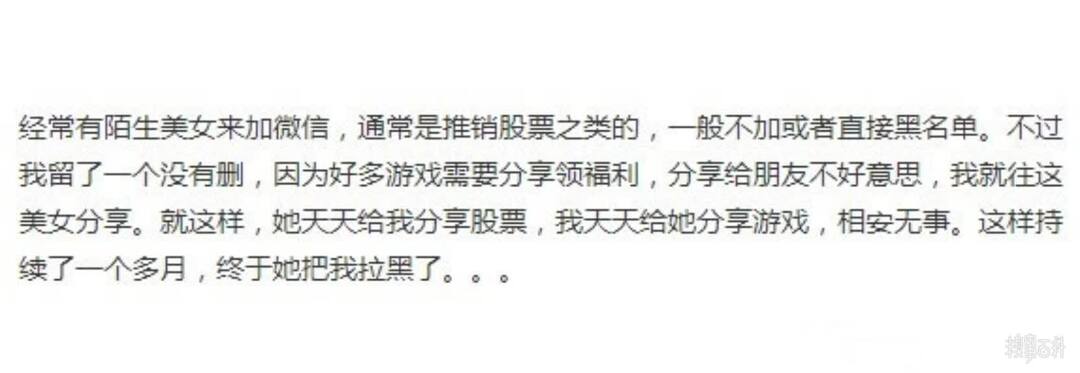 经常有陌生美女来加微信，通常是推销股票之类的，一般不加或者直接黑名单。不过
我留了一个没有删，因为好多游戏需要分享领福利，分享给朋友不好意思，我就往这
美女分享。就这样，她天天给我分享股票，我天天给她分享游戏，相安无事。这样持
续了一个多月，终于她把我拉黑了。。。